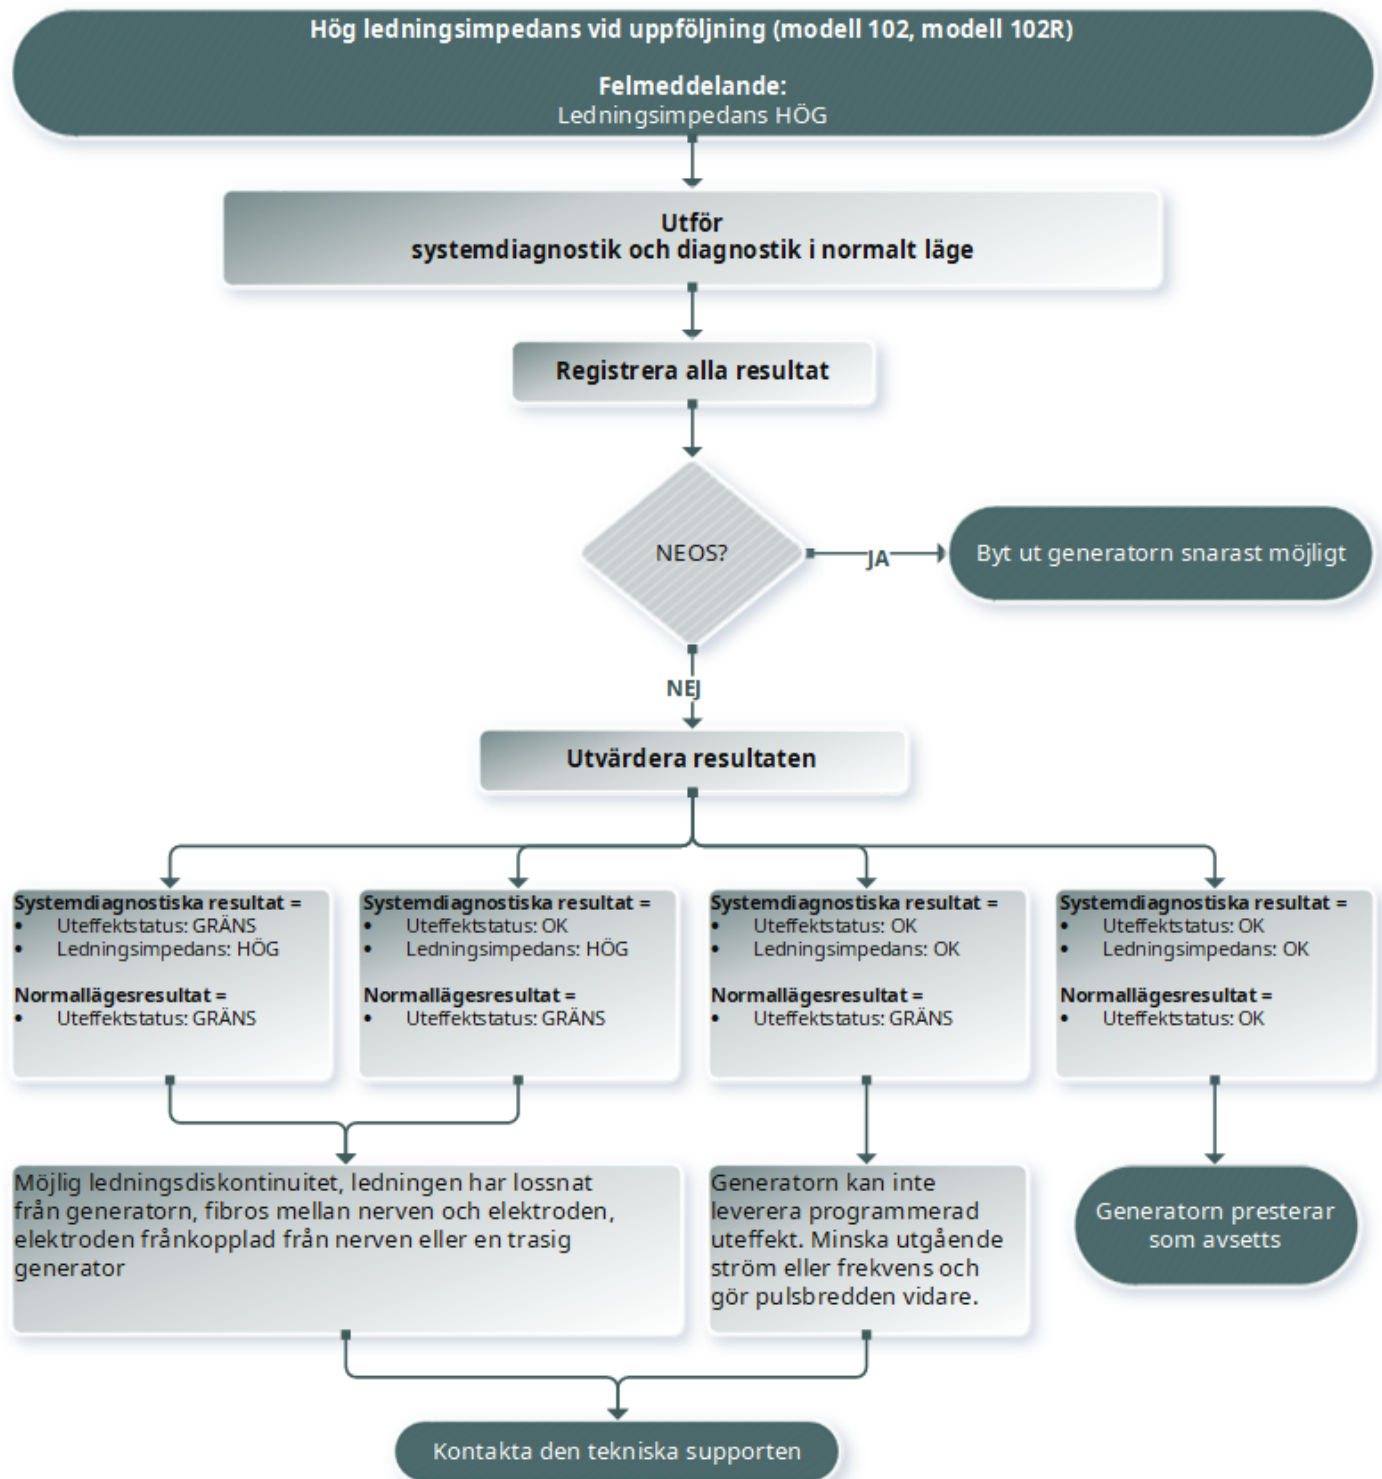 Hög ledningsimpedans vid uppföljning (modell 102, modell 102R)
Felmeddelande:
Ledningsimpedans HÖG
Utför
systemdiagnostik och diagnostik i normalt läge
Registrera alla resultat
NEOS?
JA
Byt ut generatorn snarast möjligt
NEJ
Utvärdera resultaten
Systemdiagnostiska resultat =
• Uteffektstatus: GRÄNS
• Ledningsimpedans: HÖG
Normallägesresultat =
• Uteffektstatus: GRÄNS
Systemdiagnostiska resultat =
• Uteffektstatus: OK
• Ledningsimpedans: HÖG
Normallägesresultat =
• Uteffektstatus: GRÄNS
Systemdiagnostiska resultat =
• Uteffektstatus: OK
• Ledningsimpedans: OK
Normallägesresultat =
• Uteffektstatus: GRÄNS
Systemdiagnostiska resultat =
• Uteffektstatus: OK
• Ledningsimpedans: OK
Normallägesresultat =
• Uteffektstatus: OK
Möjlig ledningsdiskontinuitet, ledningen har lossnat
från generatorn, fibros mellan nerven och elektroden,
elektroden frånkopplad från nerven eller en trasig
generator
Generatorn kan inte
leverera programmerad
uteffekt. Minska utgående
ström eller frekvens och
gör pulsbredden vidare.
Generatorn presterar
som avsetts
Kontakta den tekniska supporten